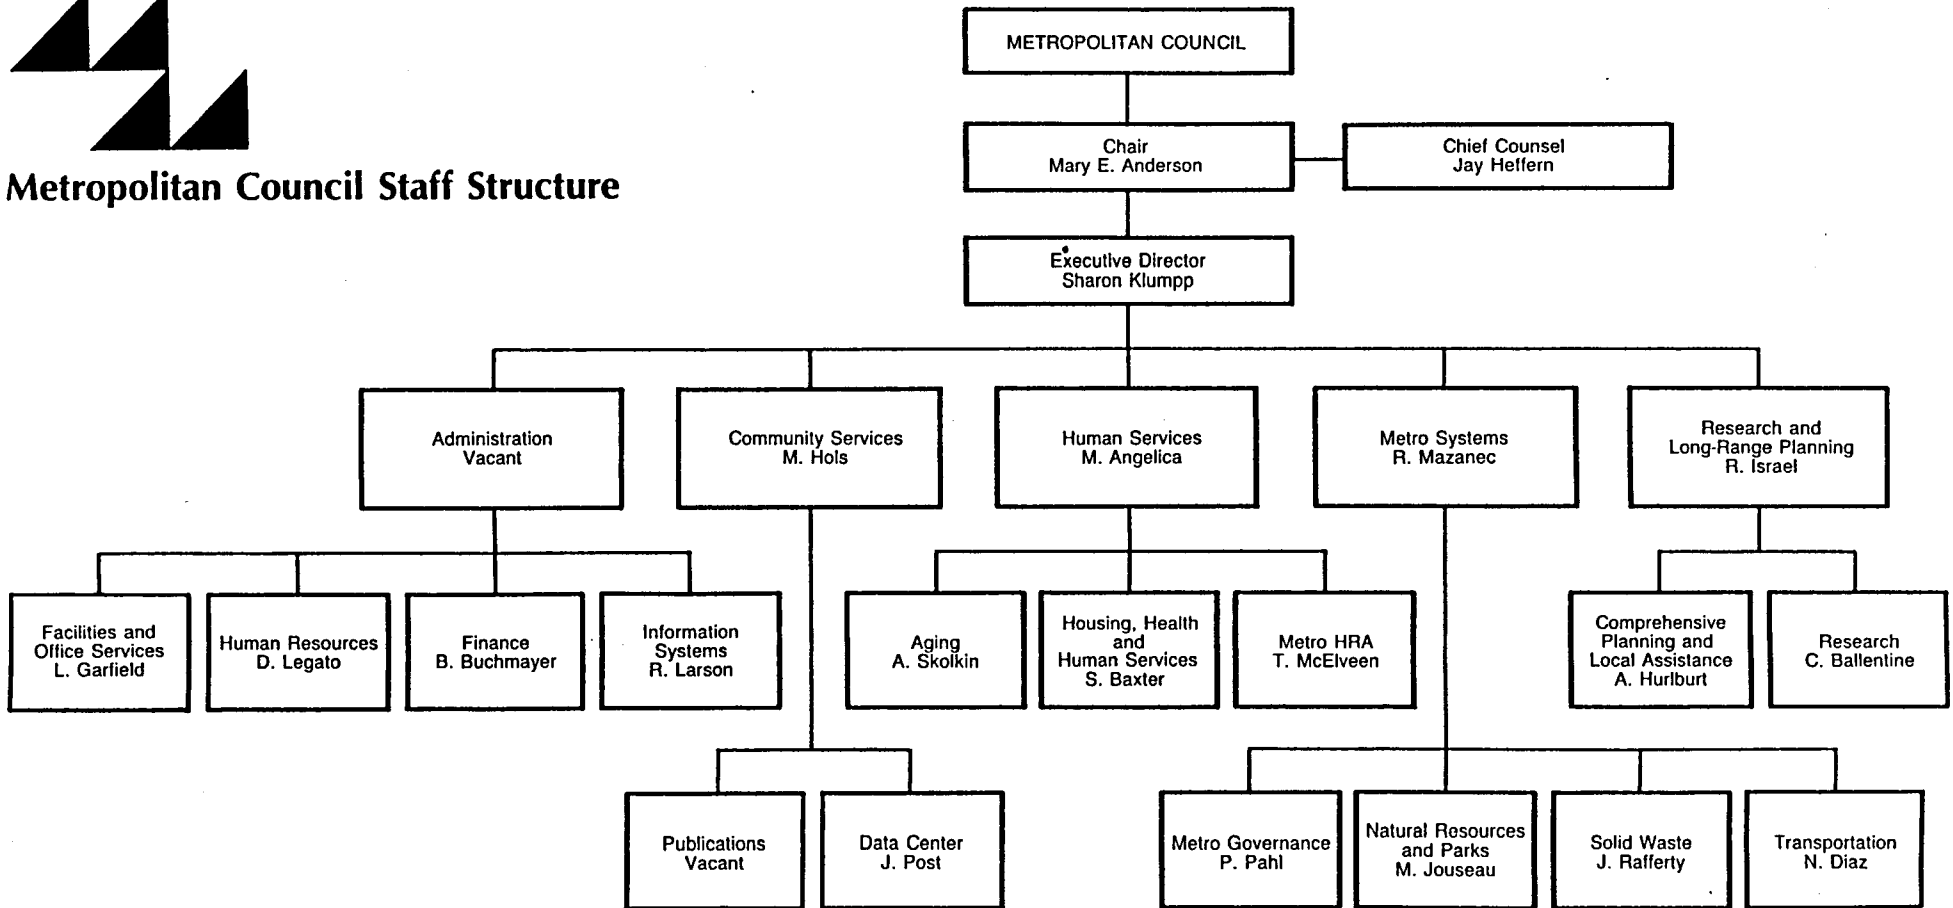 METROPOLITAN COUNCIL
Chair
Mary E. Anderson
Chief Counsel
Jay Heffern
Metropolitan Council Staff Structure
Executive Director
Sharon Klumpp
Administration
Vacant
Community Services
M. Hols
Human Services
M. Angelica
Metro Systems
R. Mazanec
Research and
Long-Range Planning
R. Israel
Facilities and
Office Services
L. Garfield
Human Resources
D. Legato
Finance
B. Buchmayer
Information
Systems
R. Larson
Aging
A. Skolkin
Housing, Health
and
Human Services
S. Baxter
Metro HRA
T. McElveen
Comprehensive
Planning and
Local Assistance
A. Hurlburt
Research
C. Ballentine
Publications
Vacant
Data Center
J. Post
Metro Governance
P. Pahl
Natural Resources
and Parks
M. Jouseau
Solid Waste
J. Rafferty
Transportation
N. Diaz